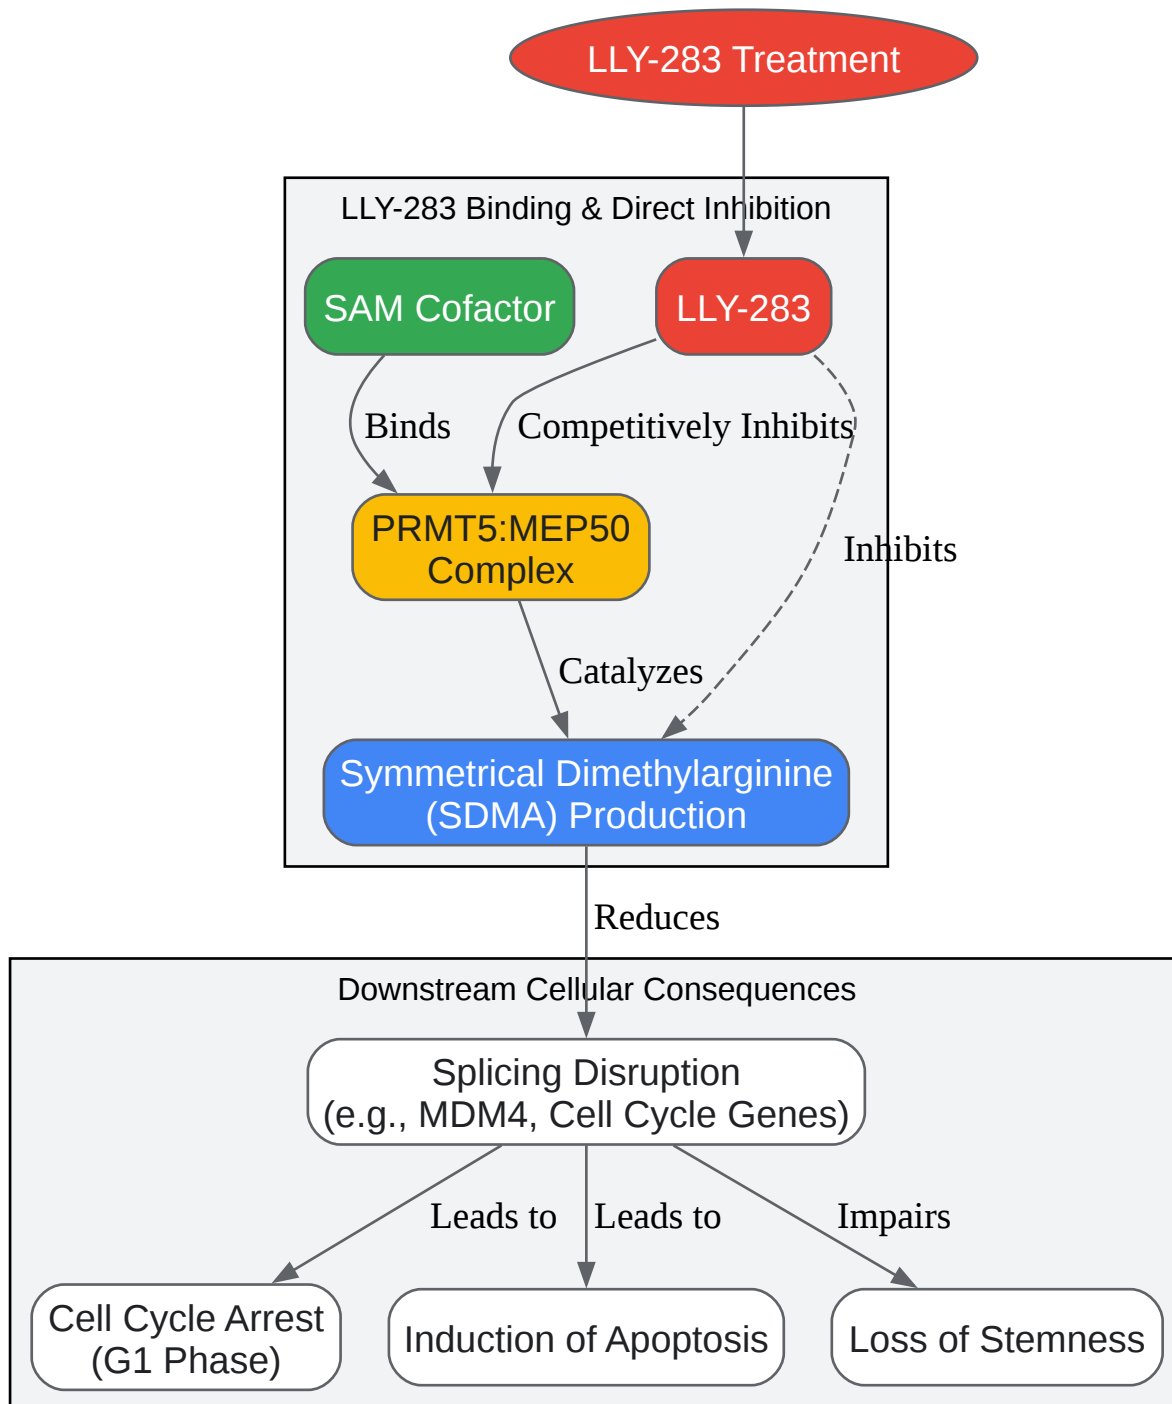 LLY-283 Treatment
LLY-283 Binding & Direct Inhibition
SAM Cofactor
LLY-283
Binds
Competitively Inhibits
PRMT5:MEP50
Complex
Inhibits
Catalyzes
Symmetrical Dimethylarginine
(SDMA) Production
Reduces
Downstream Cellular Consequences
Splicing Disruption
(e.g., MDM4, Cell Cycle Genes)
Leads to
Leads to
Impairs
Cell Cycle Arrest
(G1 Phase)
Induction of Apoptosis
Loss of Stemness